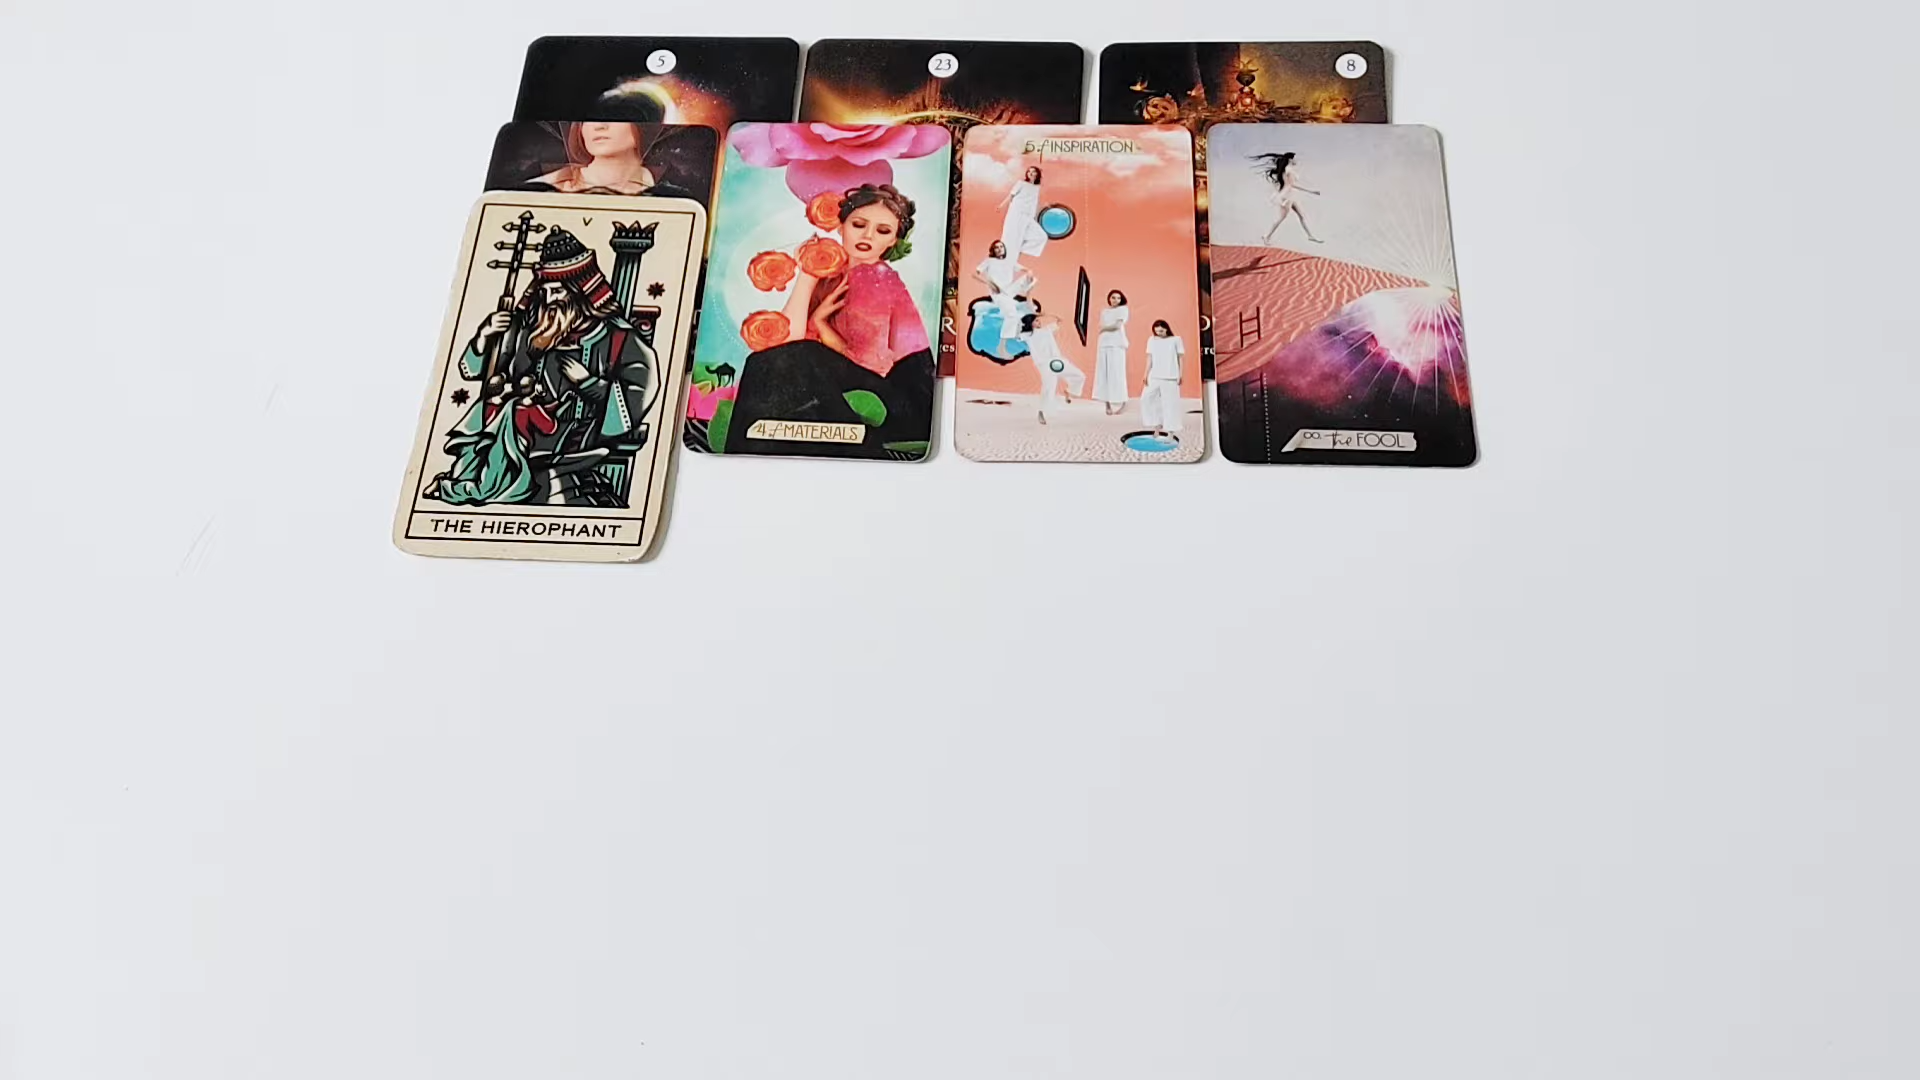 5
23
8
V
THE HIEROPHANT
4 of MATERIALS
5 of INSPIRATION
00. the FOOL